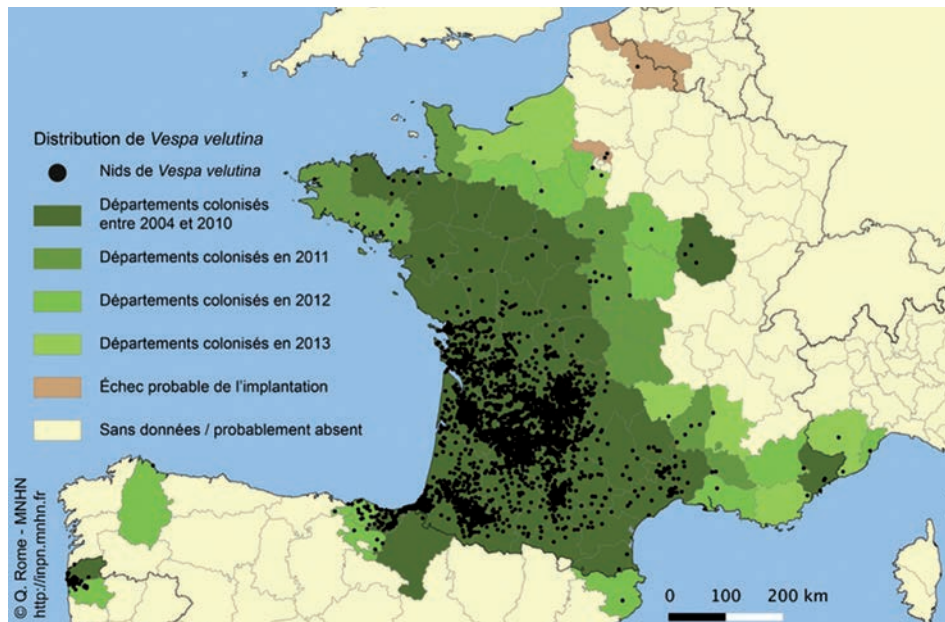 Distribution de Vespa velutina
Nids de Vespa velutina
Départements colonisés
entre 2004 et 2010
Départements colonisés en 2011
Départements colonisés en 2012
Départements colonisés en 2013
Échec probable de l'implantation
Sans données / probablement absent
© Q. Rome - MNHN
http://inpn.mnhn.fr
0 100 200 km